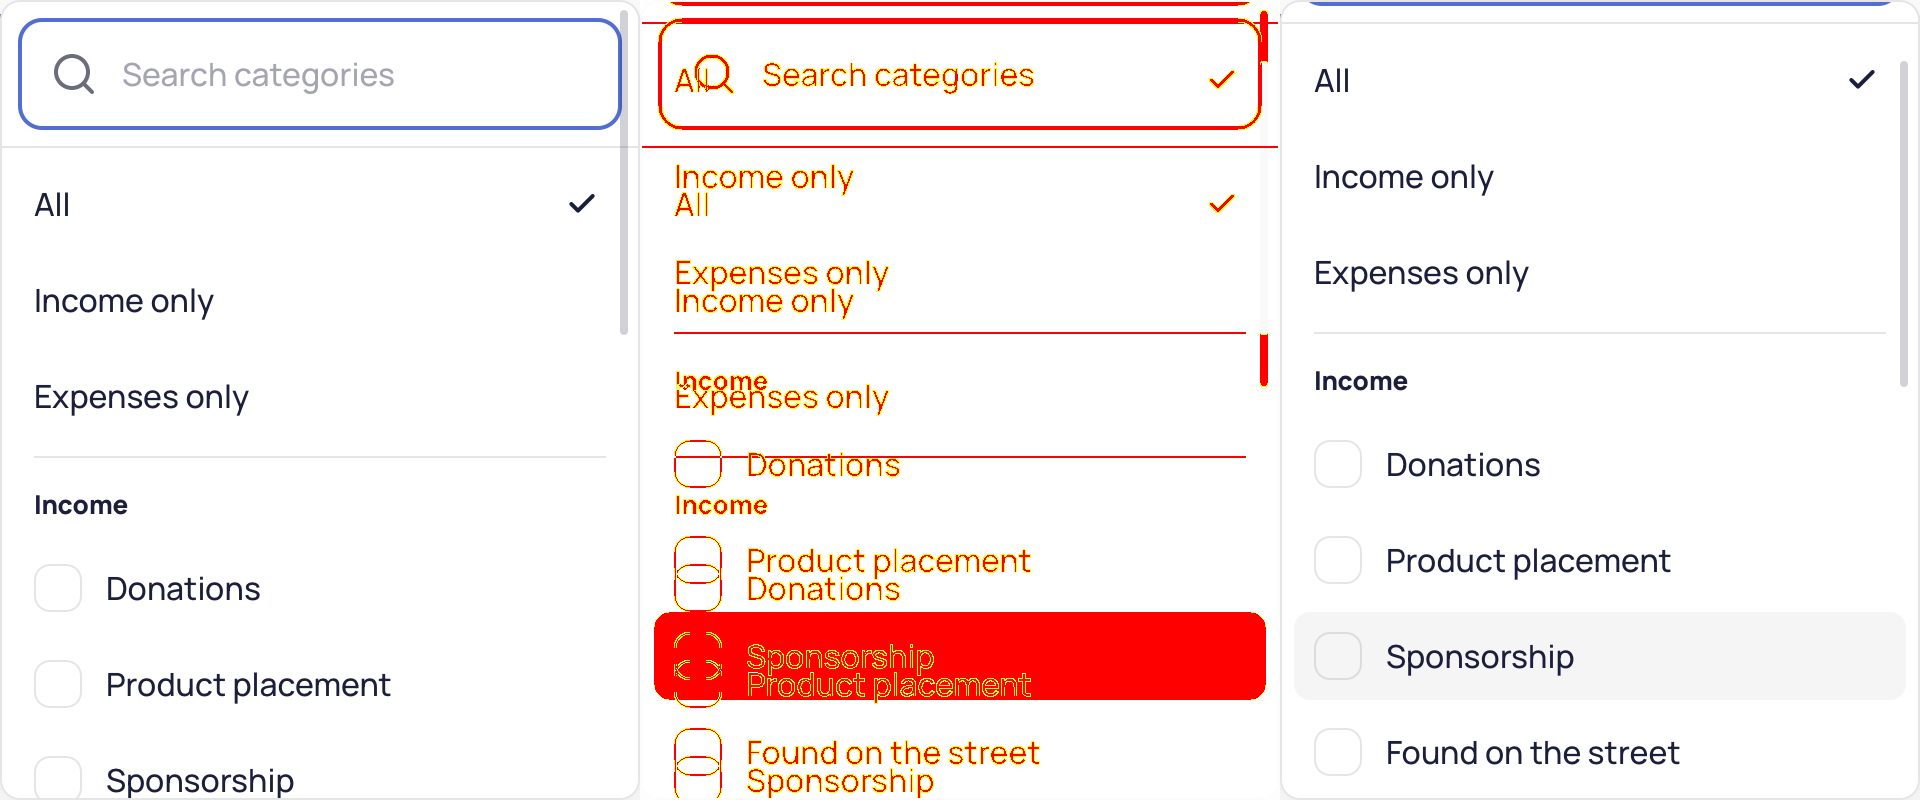 Search categories
All
Income only
Expenses only
Income
Donations
Product placement
Sponsorship
All
Search categories
Income only
All
Expenses only
Income only
Income
Expenses only
Donations
Income
Product placement
Donations
Sponsorship
Product placement
Found on the street
Sponsorship
All
Income only
Expenses only
Income
Donations
Product placement
Sponsorship
Found on the street